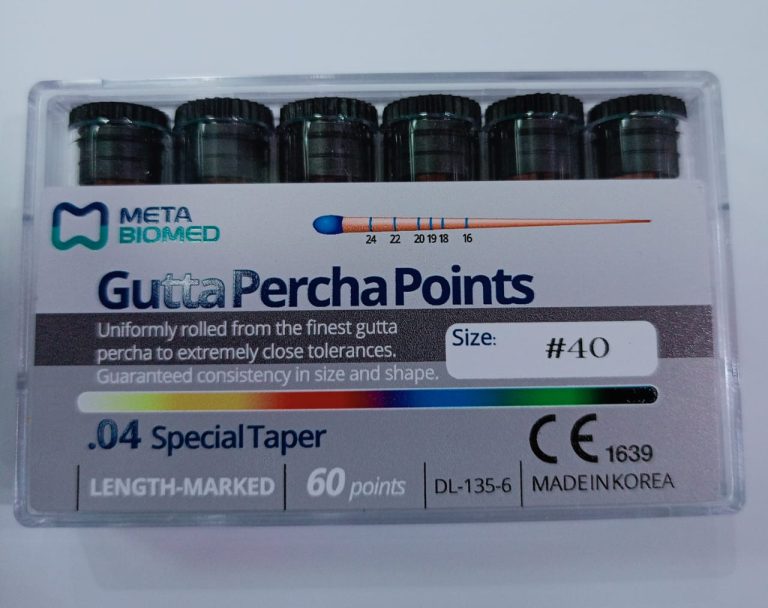 META
BIOMED
24 22 20 19 18 16
Gutta Percha Points
Uniformly rolled from the finest gutta
percha to extremely close tolerances.
Guaranteed consistency in size and shape.
Size: #40
.04 Special Taper
CE 1639
LENGTH-MARKED 60 points DL-135-6 MADE IN KOREA